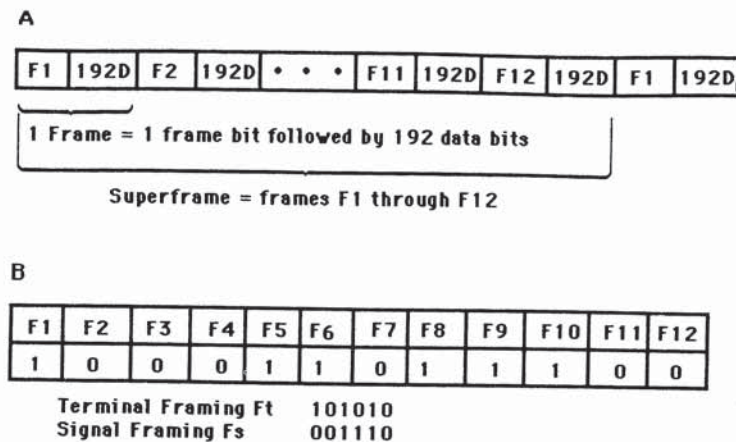 A
F1 192D F2 192D • • • F11 192D F12 192D F1 192D
1 Frame = 1 frame bit followed by 192 data bits
Superframe = frames F1 through F12
B
F1 F2 F3 F4 F5 F6 F7 F8 F9 F10 F11 F12
1 0 0 0 1 1 0 1 1 1 0 0
Terminal Framing Ft 101010
Signal Framing Fs 001110